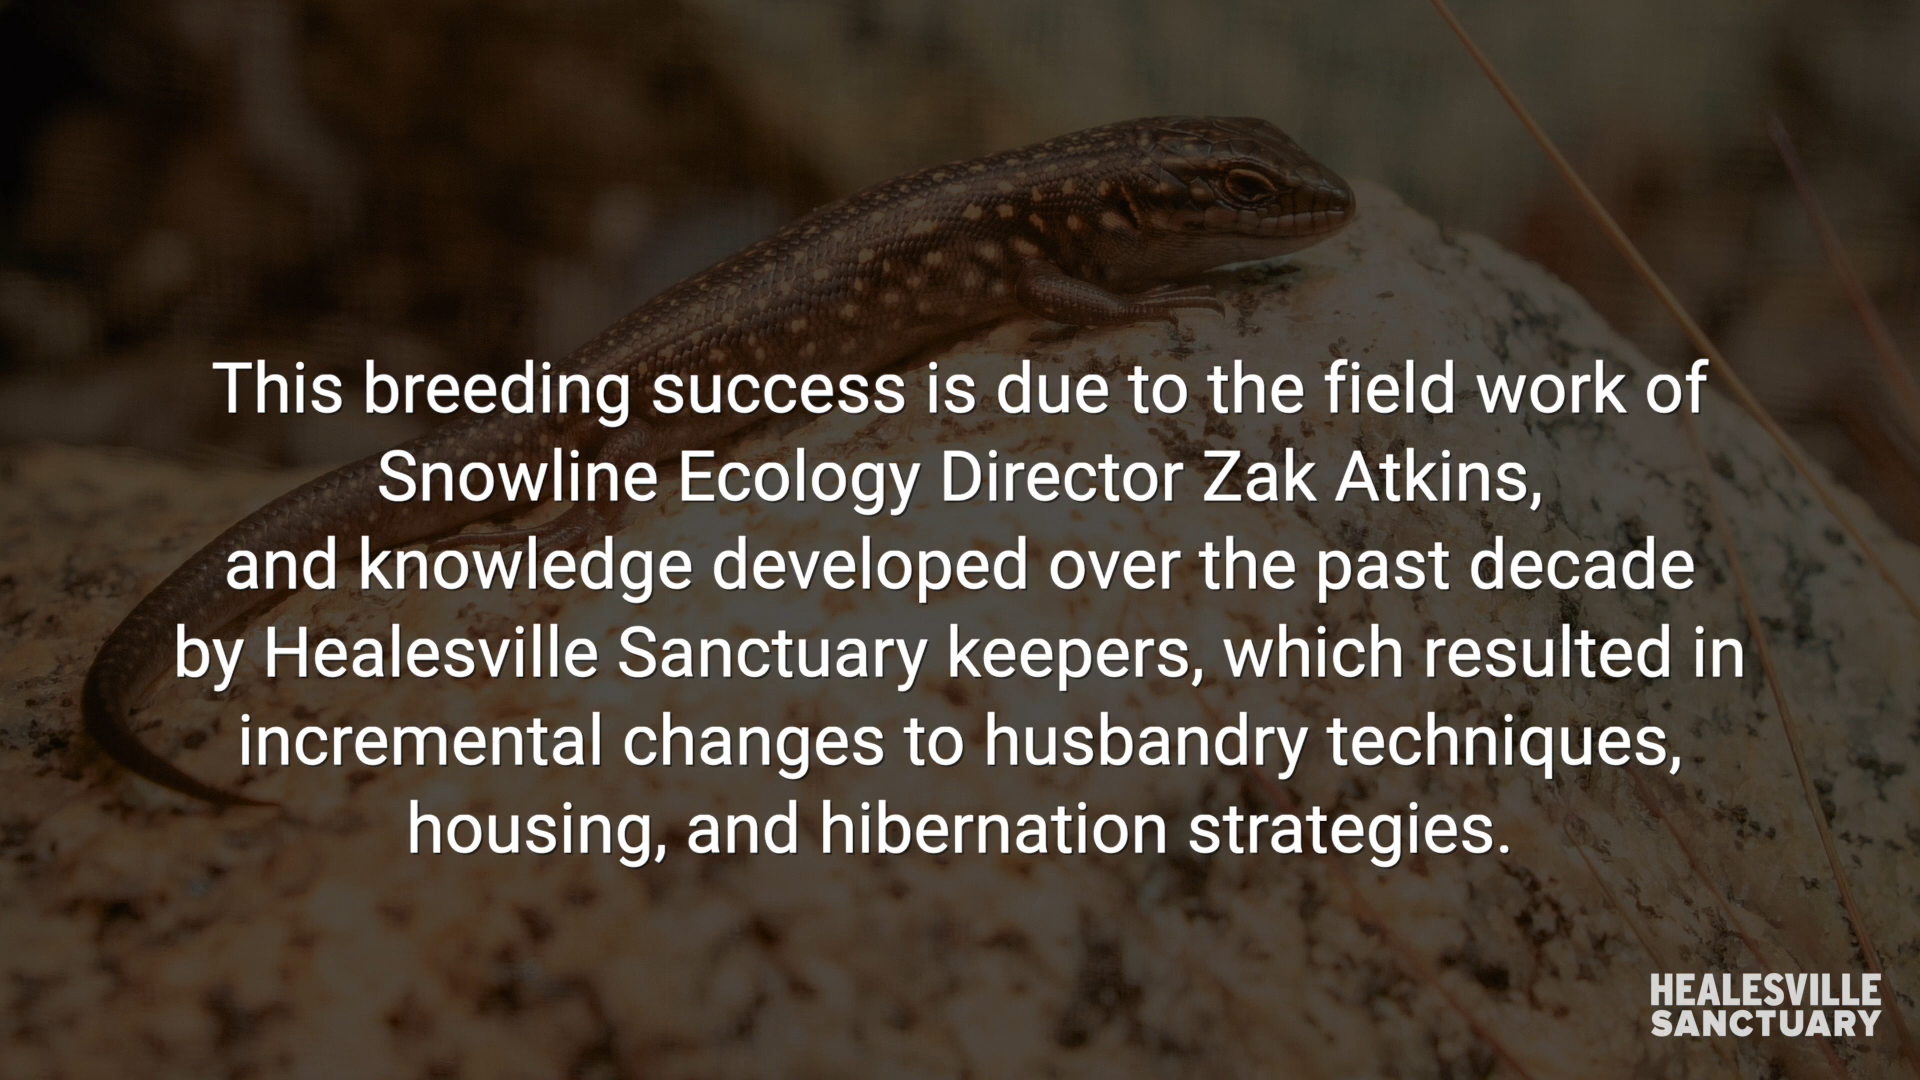 This breeding success is due to the field work of
Snowline Ecology Director Zak Atkins,
and knowledge developed over the past decade
by Healesville Sanctuary keepers, which resulted in
incremental changes to husbandry techniques,
housing, and hibernation strategies.
HEALESVILLE
SANCTUARY